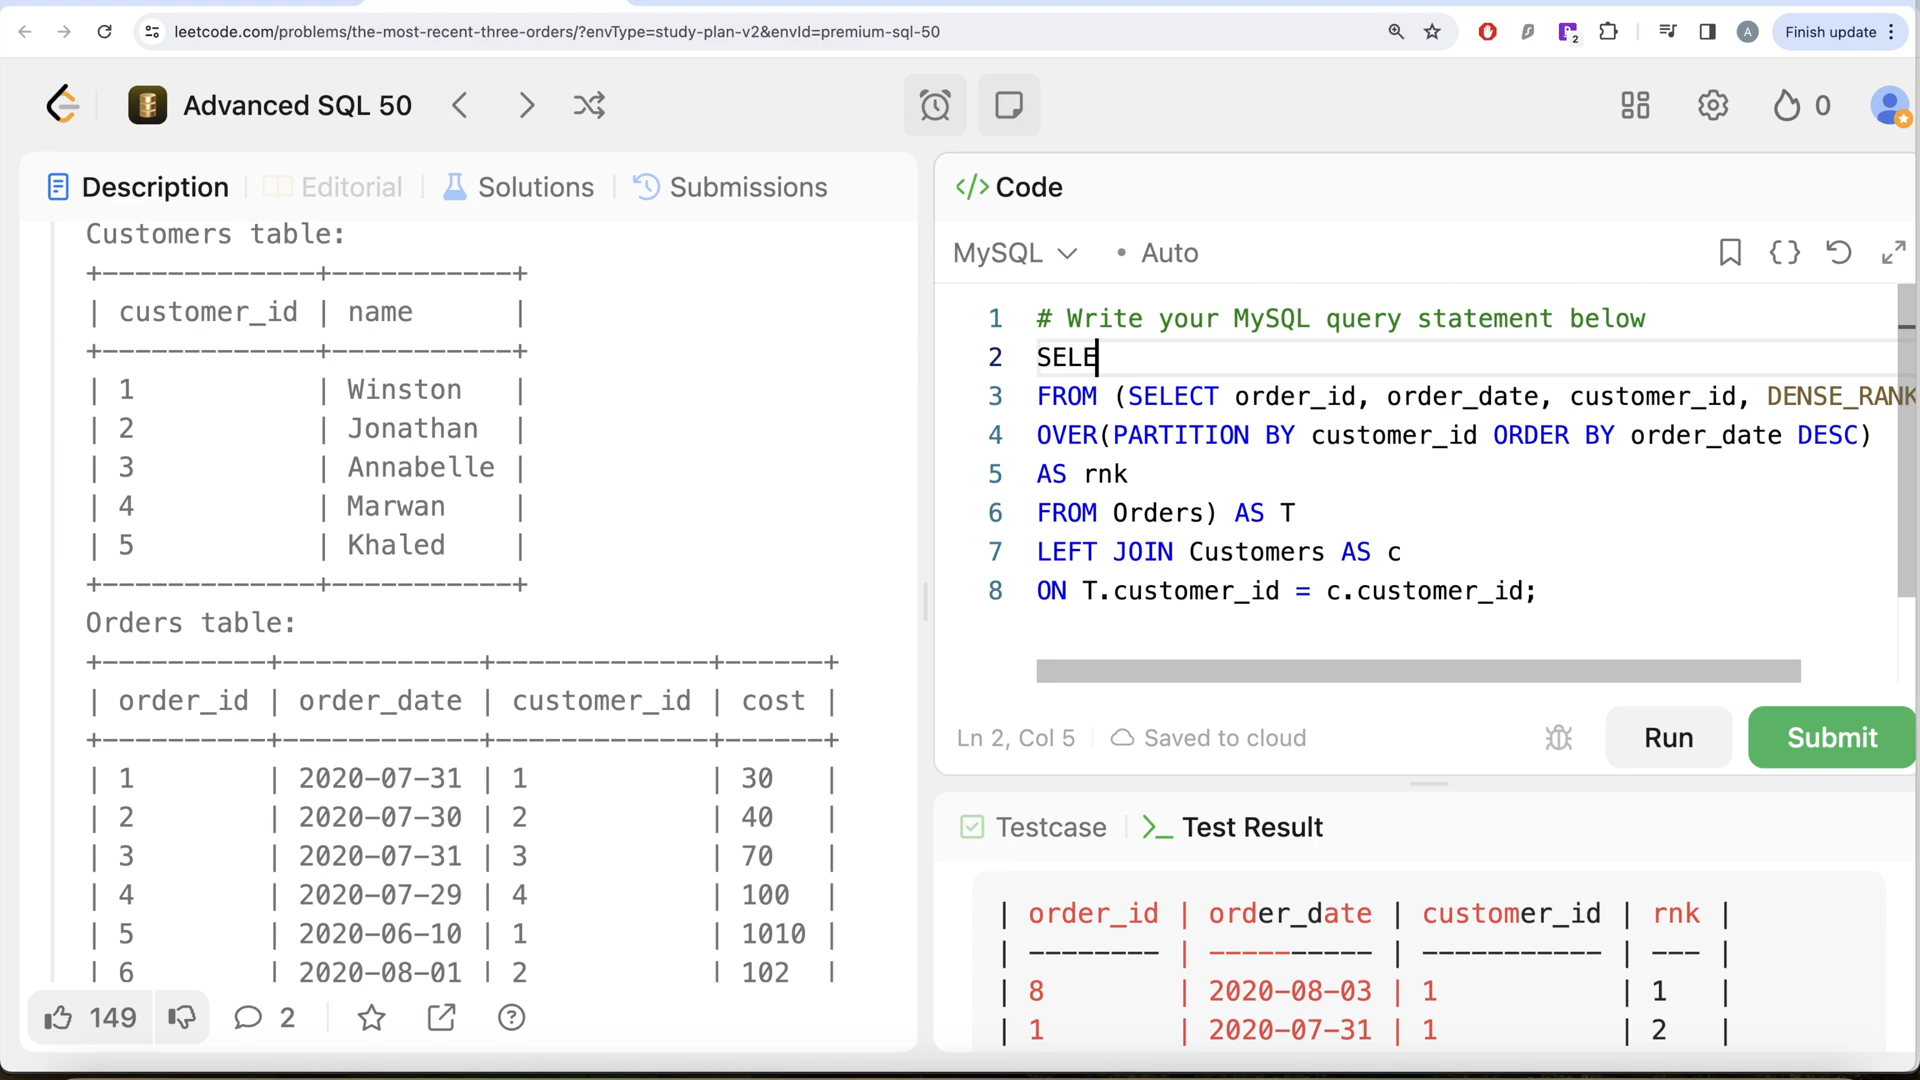 leetcode.com/problems/the-most-recent-three-orders/?envType=study-plan-v2&envId=premium-sql-50
2
A
Finish update
Advanced SQL 50
0
Description
Editorial
Solutions
Submissions
Customers table:
+-------------+-----------+
| customer_id | name      |
+-------------+-----------+
| 1           | Winston   |
| 2           | Jonathan  |
| 3           | Annabelle |
| 4           | Marwan    |
| 5           | Khaled    |
+-------------+-----------+
Orders table:
+----------+------------+-------------+------+
| order_id | order_date | customer_id | cost |
+----------+------------+-------------+------+
| 1        | 2020-07-31 | 1           | 30   |
| 2        | 2020-07-30 | 2           | 40   |
| 3        | 2020-07-31 | 3           | 70   |
| 4        | 2020-07-29 | 4           | 100  |
| 5        | 2020-06-10 | 1           | 1010 |
| 6        | 2020-08-01 | 2           | 102  |
149
2
</> Code
MySQL
• Auto
1 # Write your MySQL query statement below
2 SELE
3 FROM (SELECT order_id, order_date, customer_id, DENSE_RANK
4 OVER(PARTITION BY customer_id ORDER BY order_date DESC)
5 AS rnk
6 FROM Orders) AS T
7 LEFT JOIN Customers AS c
8 ON T.customer_id = c.customer_id;
Ln 2, Col 5
Saved to cloud
Run
Submit
Testcase
>_ Test Result
| order_id | order_date | customer_id | rnk |
| -------- | ---------- | ----------- | --- |
| 8        | 2020-08-03 | 1           | 1   |
| 1        | 2020-07-31 | 1           | 2   |